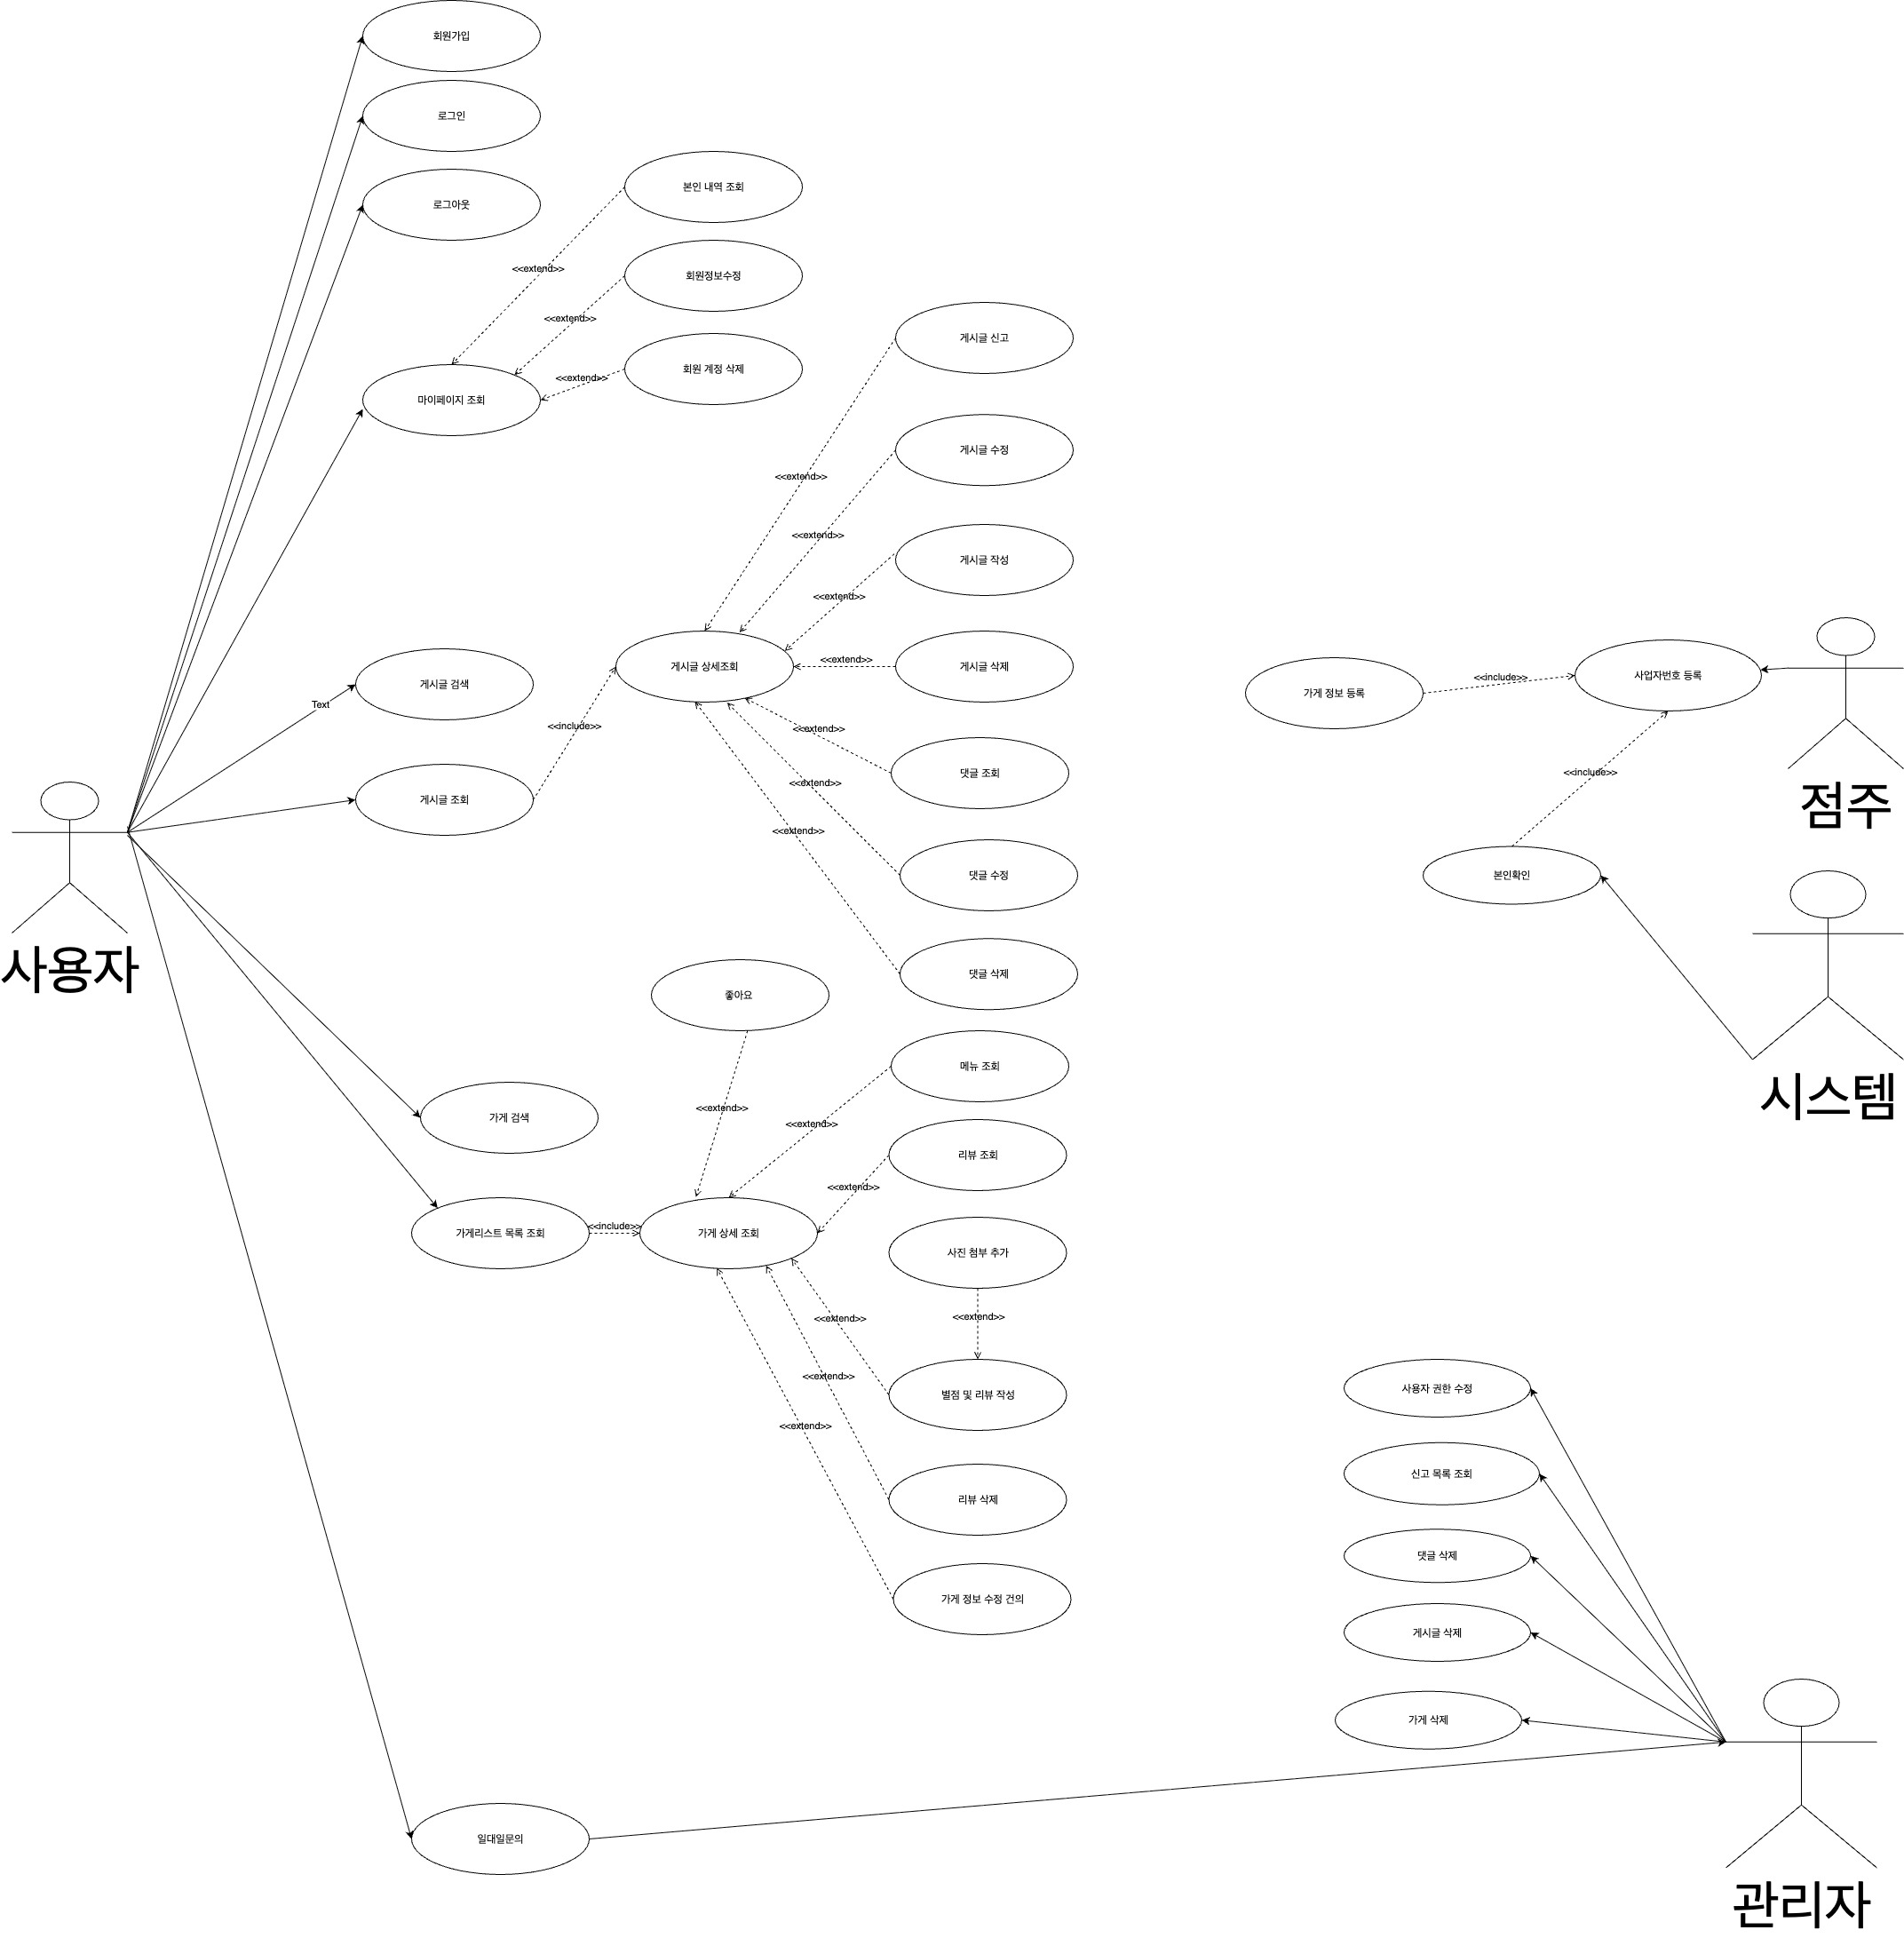 회원가입
로그인
로그아웃
본인 내역 조회
<<extend>>
회원정보수정
<<extend>>
회원 계정 삭제
<<extend>>
마이페이지 조회
게시글 신고
<<extend>>
게시글 수정
<<extend>>
게시글 작성
<<extend>>
게시글 삭제
<<extend>>
게시글 상세조회
게시글 검색
Text
<<include>>
게시글 조회
댓글 조회
<<extend>>
댓글 수정
<<extend>>
댓글 삭제
<<extend>>
사용자
좋아요
<<extend>>
메뉴 조회
<<extend>>
가게 검색
리뷰 조회
<<extend>>
가게리스트 목록 조회
<<include>>
가게 상세 조회
사진 첨부 추가
<<extend>>
<<extend>>
별점 및 리뷰 작성
<<extend>>
리뷰 삭제
<<extend>>
가게 정보 수정 건의
일대일문의
가게 정보 등록
<<include>>
사업자번호 등록
<<include>>
본인확인
점주
시스템
사용자 권한 수정
신고 목록 조회
댓글 삭제
게시글 삭제
가게 삭제
관리자